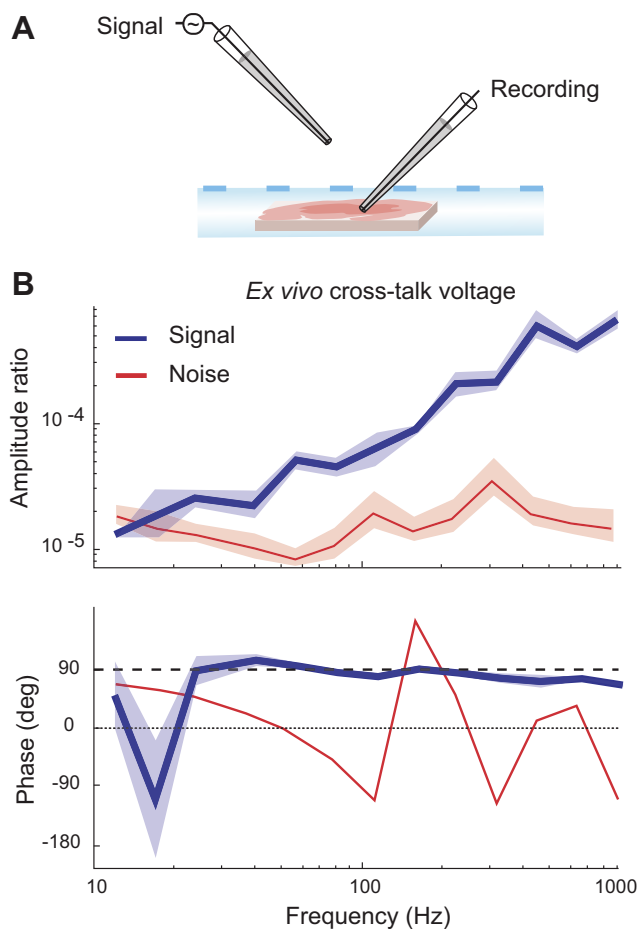 A
Signal
~
Recording
B
Ex vivo cross-talk voltage
Signal
Noise
Amplitude ratio
10-4
10-5
Phase (deg)
90
0
-90
-180
10
100
1000
Frequency (Hz)